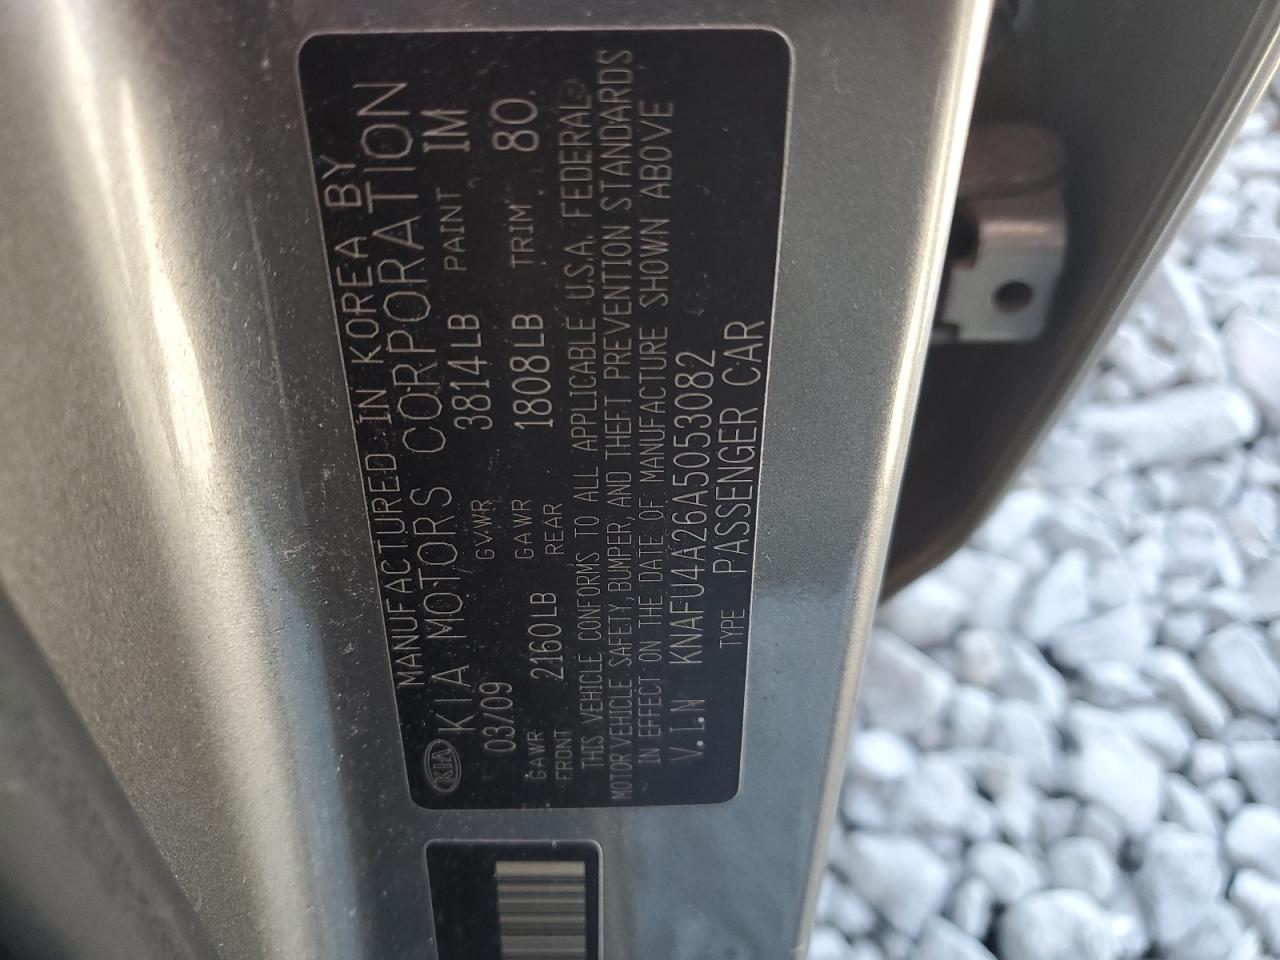 MANUFACTURED IN KOREA BY
KIA KIA MOTORS CORPORATION
03/09 GVWR 3814LB PAINT IM
GAWR FRONT 2160LB GAWR REAR 1808LB TRIM 80
THIS VEHICLE CONFORMS TO ALL APPLICABLE U.S.A. FEDERAL
MOTOR VEHICLE SAFETY, BUMPER, AND THEFT PREVENTION STANDARDS
IN EFFECT ON THE DATE OF MANUFACTURE SHOWN ABOVE
V.I.N KNAFU4A26A5053082
TYPE PASSENGER CAR